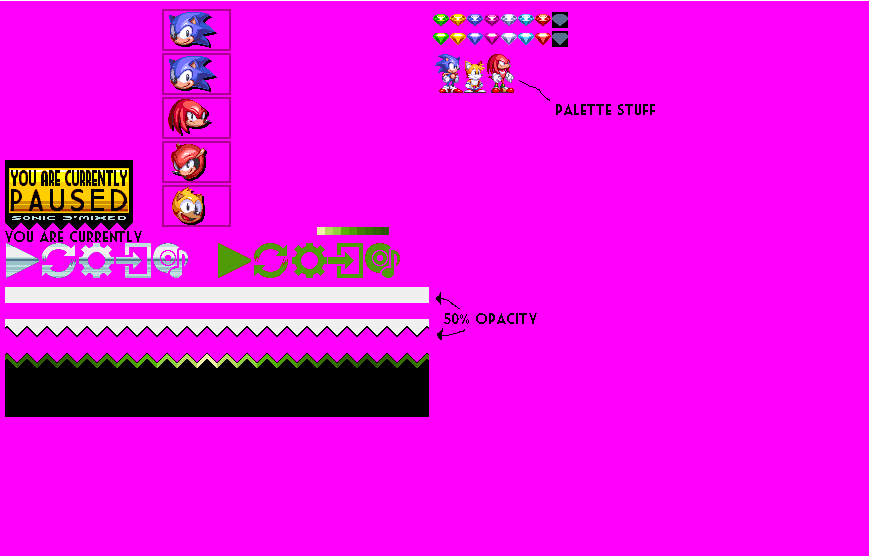 PALETTE STUFF
YOU ARE CURRENTLY
PAUSED
SONIC 3'MIXED
YOU ARE CURRENTLY
50% OPACITY